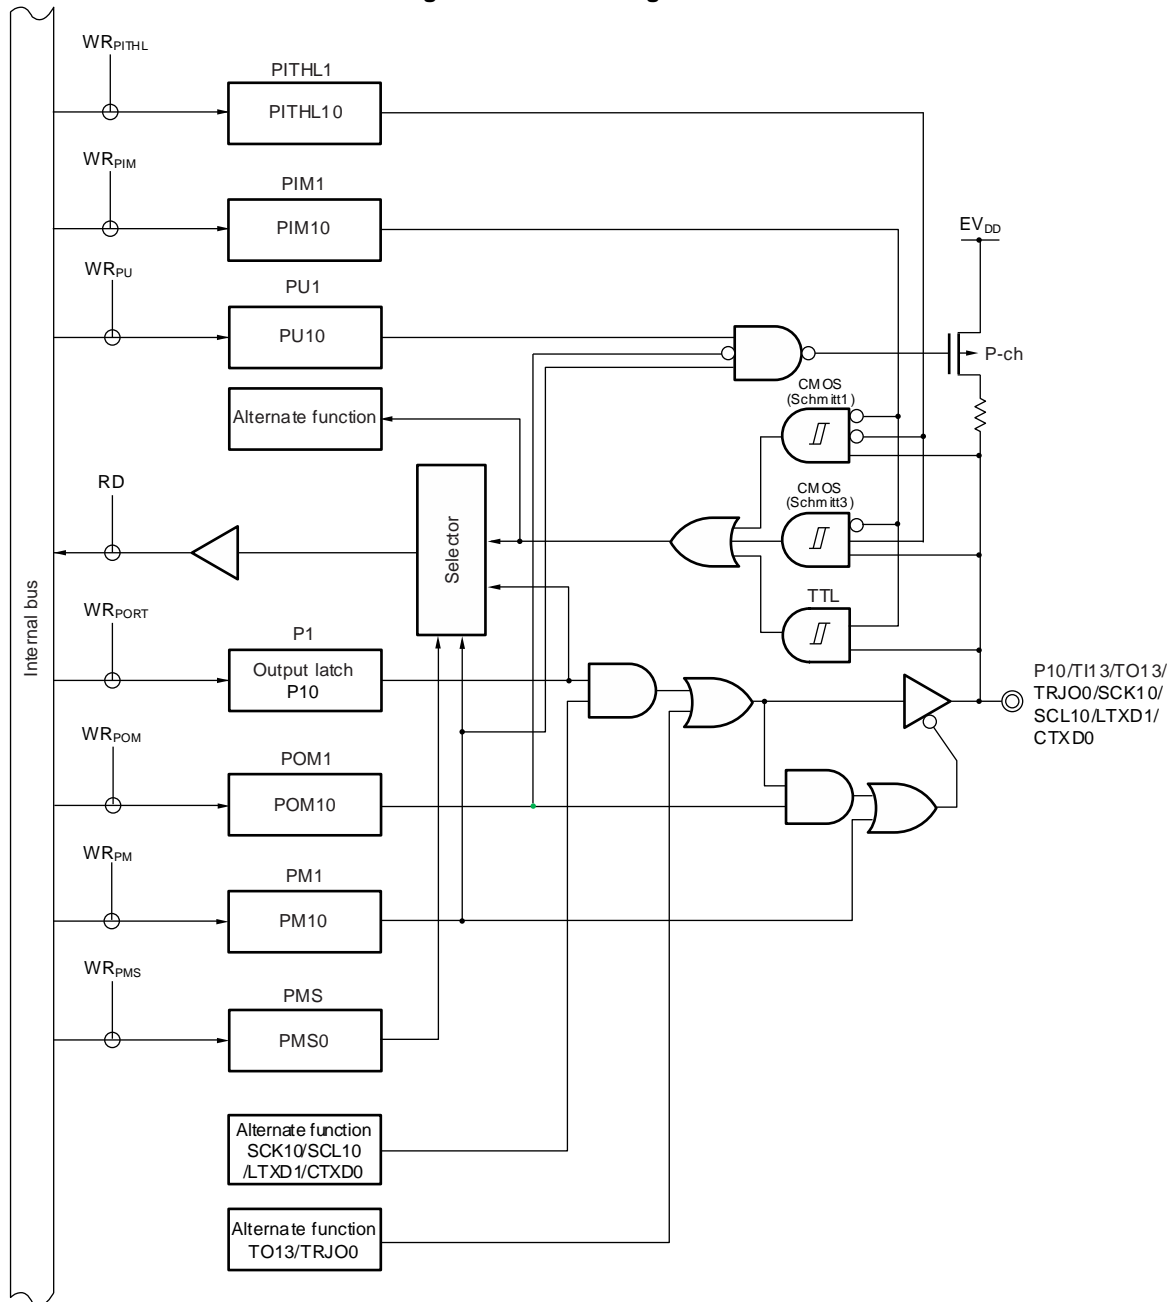 WRPITHL
PITHL1
PITHL10
WRPIM
PIM1
PIM10
EVDD
WRPU
PU1
PU10
P-ch
CMOS
(Schmitt1)
Alternate function
RD
Selector
CMOS
(Schmitt3)
Internal bus
WRPORT
P1
Output latch
P10
TTL
P10/TI13/TO13/
TRJO0/SCK10/
SCL10/LTXD1/
CTXD0
WRPOM
POM1
POM10
WRPM
PM1
PM10
WRPMS
PMS
PMS0
Alternate function
SCK10/SCL10
/LTXD1/CTXD0
Alternate function
TO13/TRJO0